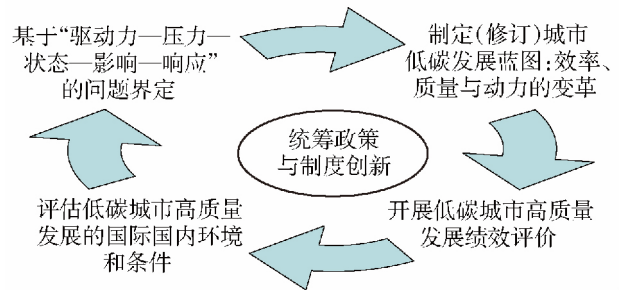 基于“驱动力—压力—
状态—影响—响应”
的问题界定
制定(修订)城市
低碳发展蓝图:效率、
质量与动力的变革
统筹政策
与制度创新
评估低碳城市高质量
发展的国际国内环境
和条件
开展低碳城市高质量
发展绩效评价